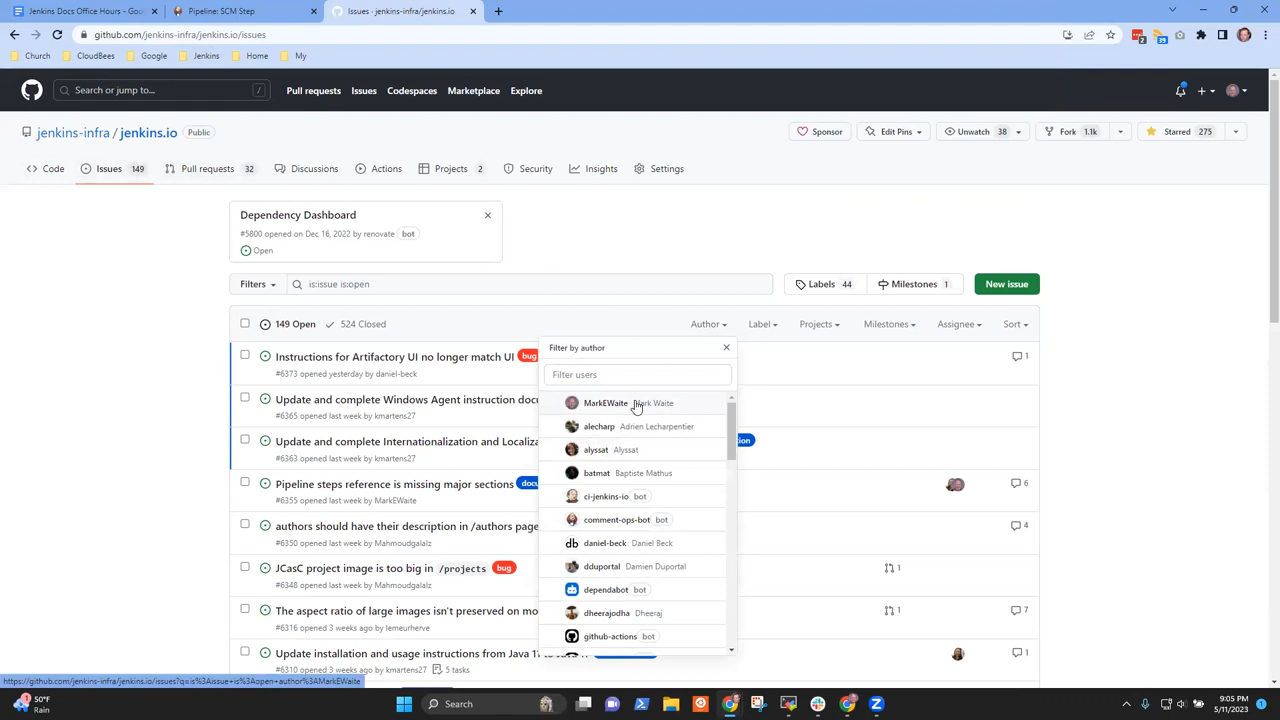 Jenkins Docs Office Hours - Goo
Pipeline: SCM Step
Issues · jenkins-infra/jenkins.io
github.com/jenkins-infra/jenkins.io/issues
2
39
Church
CloudBees
Google
Jenkins
Home
My
Search or jump to...
/
Pull requests
Issues
Codespaces
Marketplace
Explore
jenkins-infra / jenkins.io
Public
Sponsor
Edit Pins
Unwatch 38
Fork 1.1k
Starred 275
Code
Issues 149
Pull requests 32
Discussions
Actions
Projects 2
Security
Insights
Settings
Dependency Dashboard
#5800 opened on Dec 16, 2022 by renovate bot
Open
Filters
is:issue is:open
Labels 44
Milestones 1
New issue
149 Open
524 Closed
Author
Label
Projects
Milestones
Assignee
Sort
Instructions for Artifactory UI no longer match UI bug
1
#6373 opened yesterday by daniel-beck
Update and complete Windows Agent instruction docu
#6365 opened last week by kmartens27
Update and complete Internationalization and Localiza
ion
#6363 opened last week by kmartens27
Pipeline steps reference is missing major sections docu
6
#6355 opened last week by MarkEWaite
authors should have their description in /authors page
4
#6350 opened last week by Mahmoudgalalz
JCasC project image is too big in /projects bug
1
#6348 opened last week by Mahmoudgalalz
The aspect ratio of large images isn't preserved on mo
1
7
#6316 opened 3 weeks ago by lemeurherve
Update installation and usage instructions from Java 11 to Java
1
#6310 opened 3 weeks ago by kmartens27
5 tasks
Filter by author
Filter users
MarkEWaite Mark Waite
alecharp Adrien Lecharpentier
alyssat Alyssat
batmat Baptiste Mathus
ci-jenkins-io bot
comment-ops-bot bot
db daniel-beck Daniel Beck
dduportal Damien Duportal
dependabot bot
dheerajodha Dheeraj
github-actions bot
https://github.com/jenkins-infra/jenkins.io/issues?q=is%3Aissue+is%3Aopen+author%3AMarkEWaite
50°F
Rain
Search
9:05 PM
5/11/2023
1